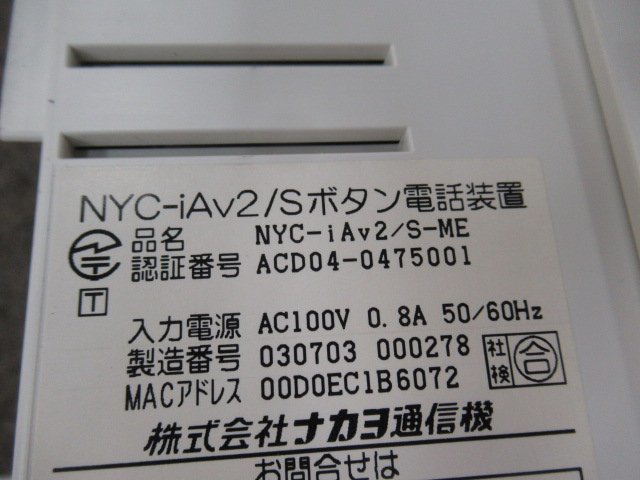 NYC-iAv2/Sボタン電話装置
品名 NYC-iAv2/S-ME
認証番号 ACD04-0475001
T
入力電源 AC100V 0.8A 50/60Hz
製造番号 030703 000278 社検 合
MACアドレス 00D0EC1B6072
株式会社ナカヨ通信機
お問合せは